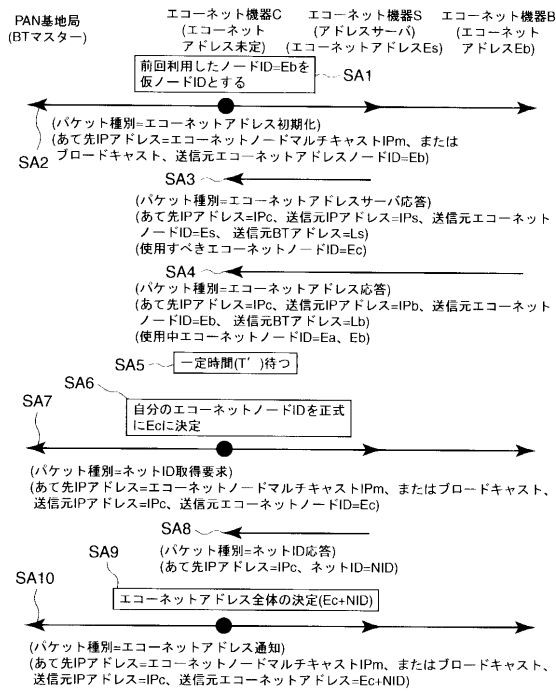 PAN基地局
(BTマスター)
エコーネット機器C
(エコーネット
アドレス未定)
エコーネット機器S
(アドレスサーバ)
(エコーネットアドレスEs)
エコーネット機器B
(エコーネット
アドレスEb)
前回利用したノードID=Ebを
仮ノードIDとする
SA1
SA2
(パケット種別=エコーネットアドレス初期化)
(あて先IPアドレス=エコーネットノードマルチキャストIPm、または
ブロードキャスト、送信元エコーネットアドレスノードID=Eb)
SA3
(パケット種別=エコーネットアドレスサーバ応答)
(あて先IPアドレス=IPc、送信元IPアドレス=IPs、送信元エコーネット
ノードID=Es、送信元BTアドレス=Ls)
(使用すべきエコーネットノードID=Ec)
SA4
(パケット種別=エコーネットアドレス応答)
(あて先IPアドレス=IPc、送信元IPアドレス=IPb、送信元エコーネット
ノードID=Eb、送信元BTアドレス=Lb)
(使用中エコーネットノードID=Ea、Eb)
SA5
一定時間(T′)待つ
SA6
自分のエコーネットノードIDを正式
にEcに決定
SA7
(パケット種別=ネットID取得要求)
(あて先IPアドレス=エコーネットノードマルチキャストIPm、またはブロードキャスト、
送信元IPアドレス=IPc、送信元エコーネットノードID=Ec)
SA8
(パケット種別=ネットID応答)
(あて先IPアドレス=IPc、ネットID=NID)
SA9
エコーネットアドレス全体の決定(Ec+NID)
SA10
(パケット種別=エコーネットアドレス通知)
(あて先IPアドレス=エコーネットノードマルチキャストIPm、またはブロードキャスト、
送信元IPアドレス=IPc、送信元エコーネットアドレス=Ec+NID)